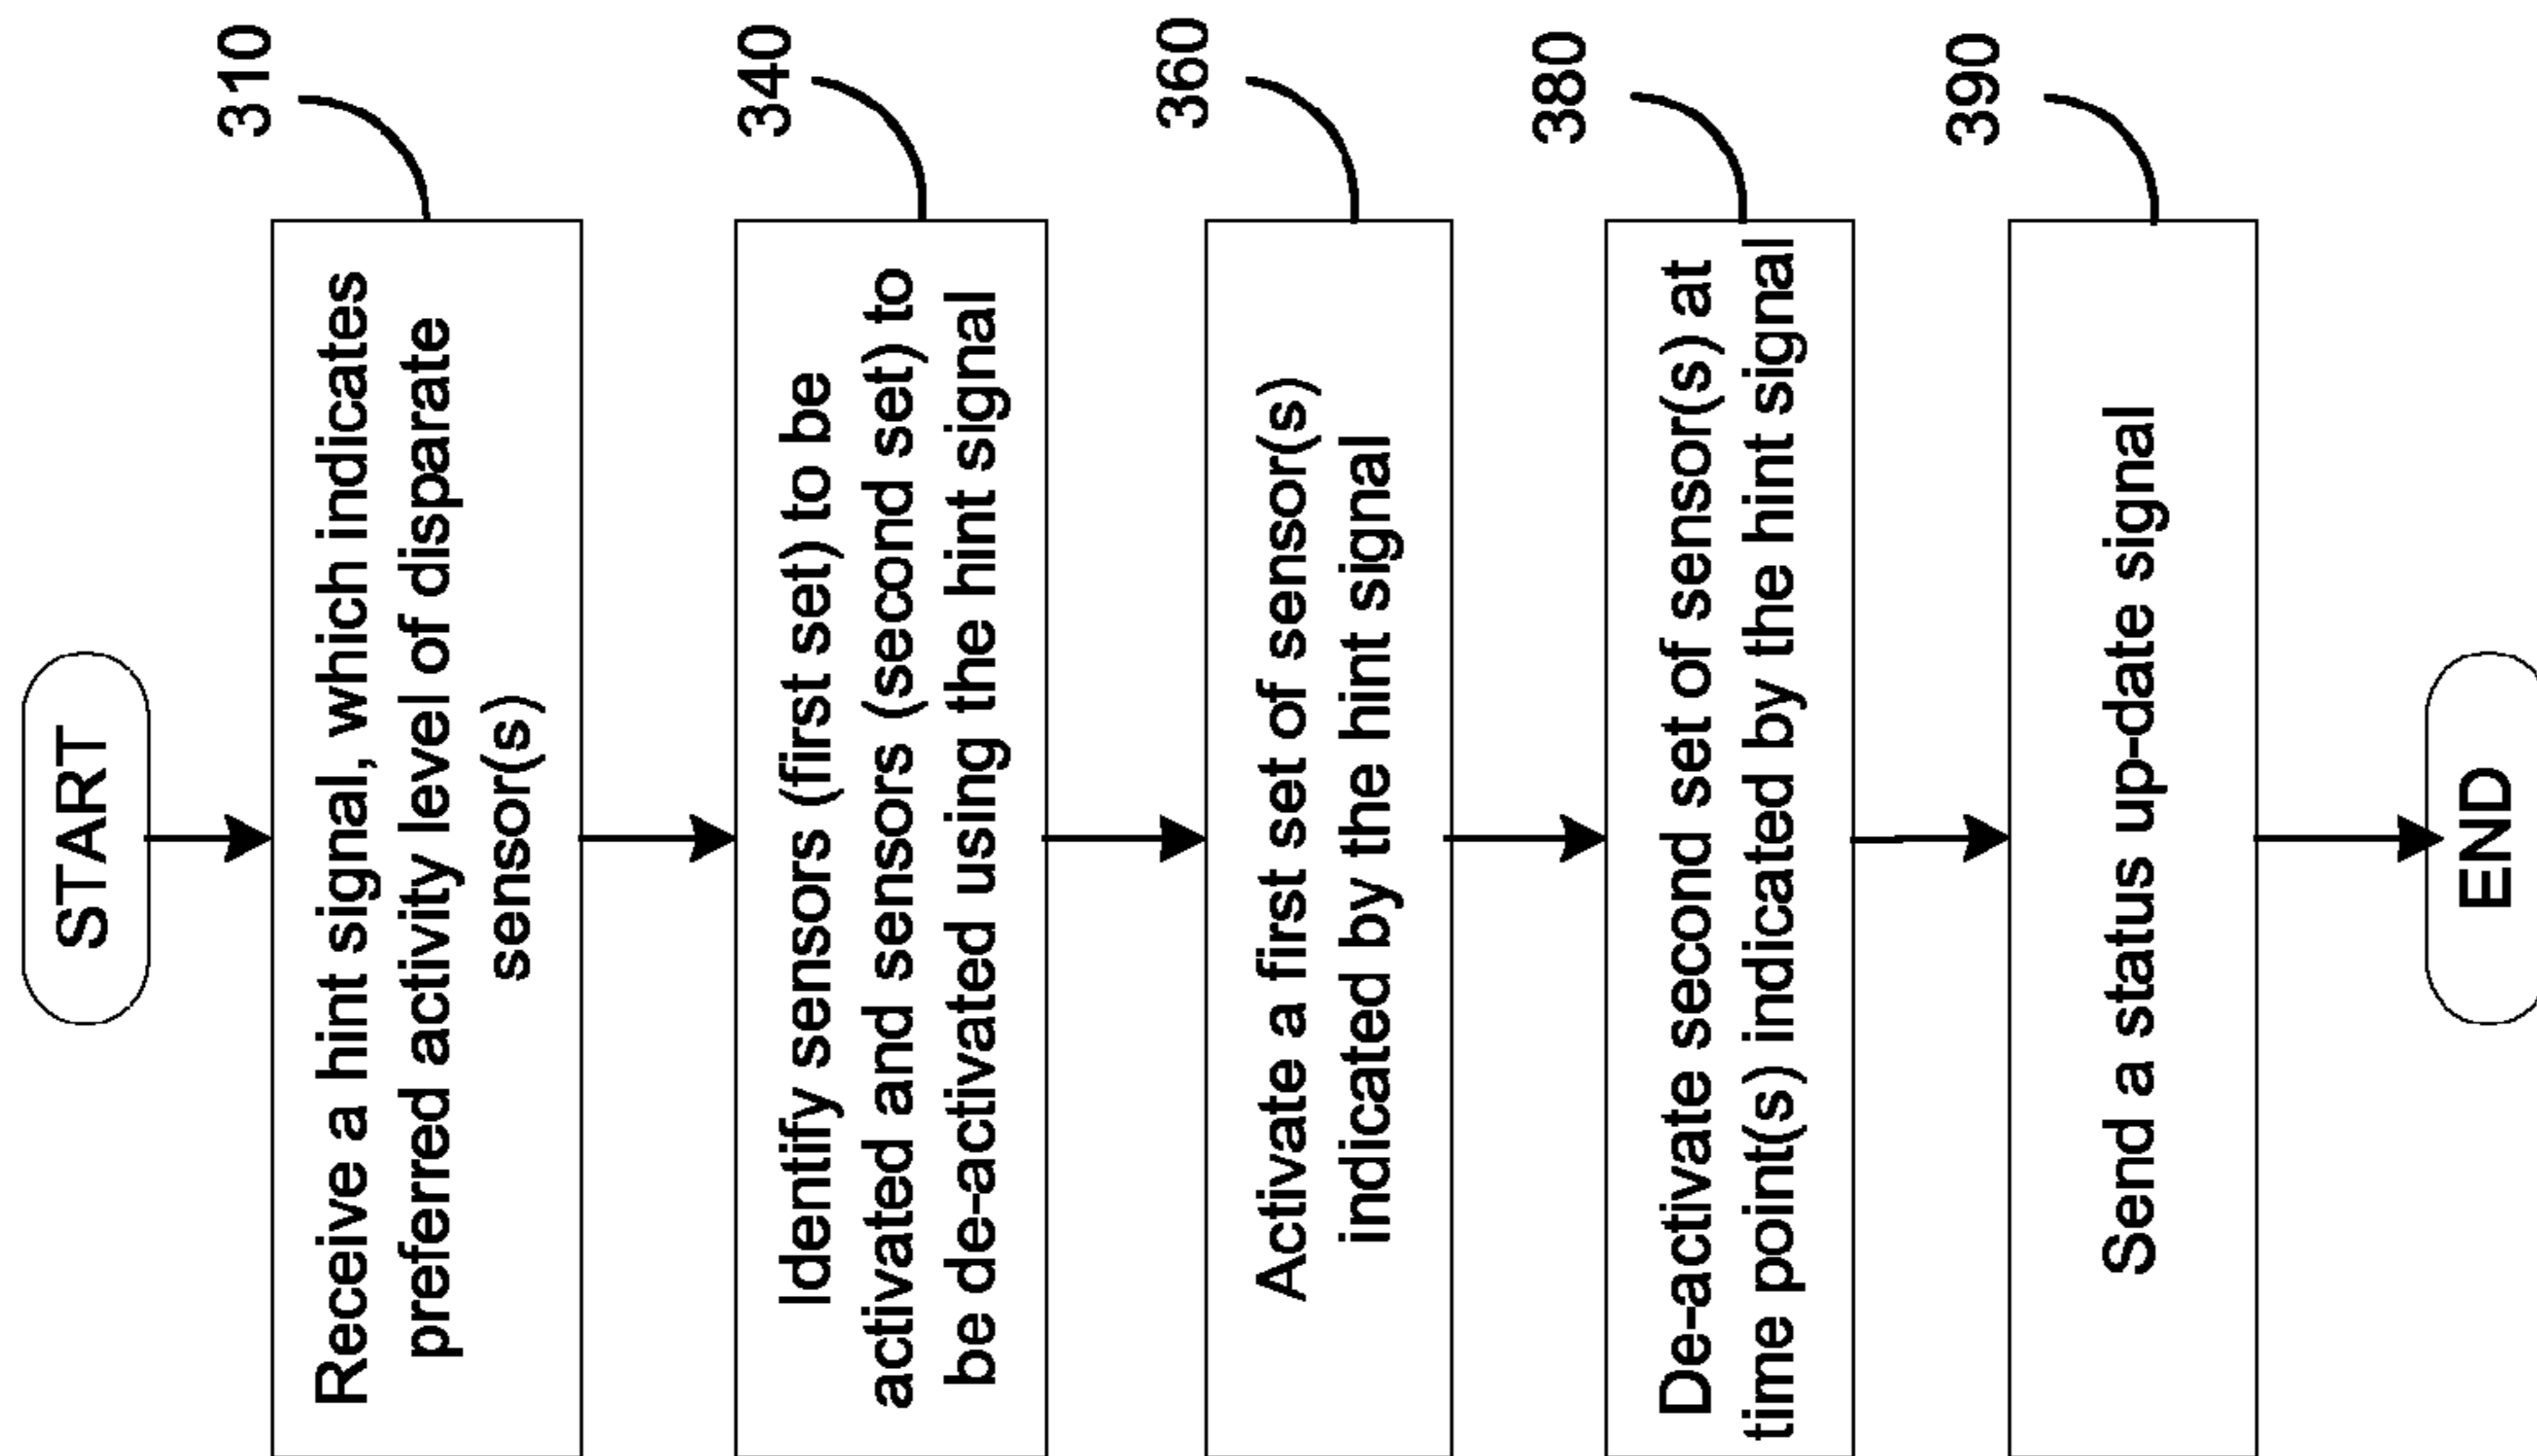 START
310
Receive a hint signal, which indicates
preferred activity level of disparate
sensor(s)
340
Identify sensors (first set) to be
activated and sensors (second set) to
be de-activated using the hint signal
360
Activate a first set of sensor(s)
indicated by the hint signal
380
De-activate second set of sensor(s) at
time point(s) indicated by the hint signal
390
Send a status up-date signal
END